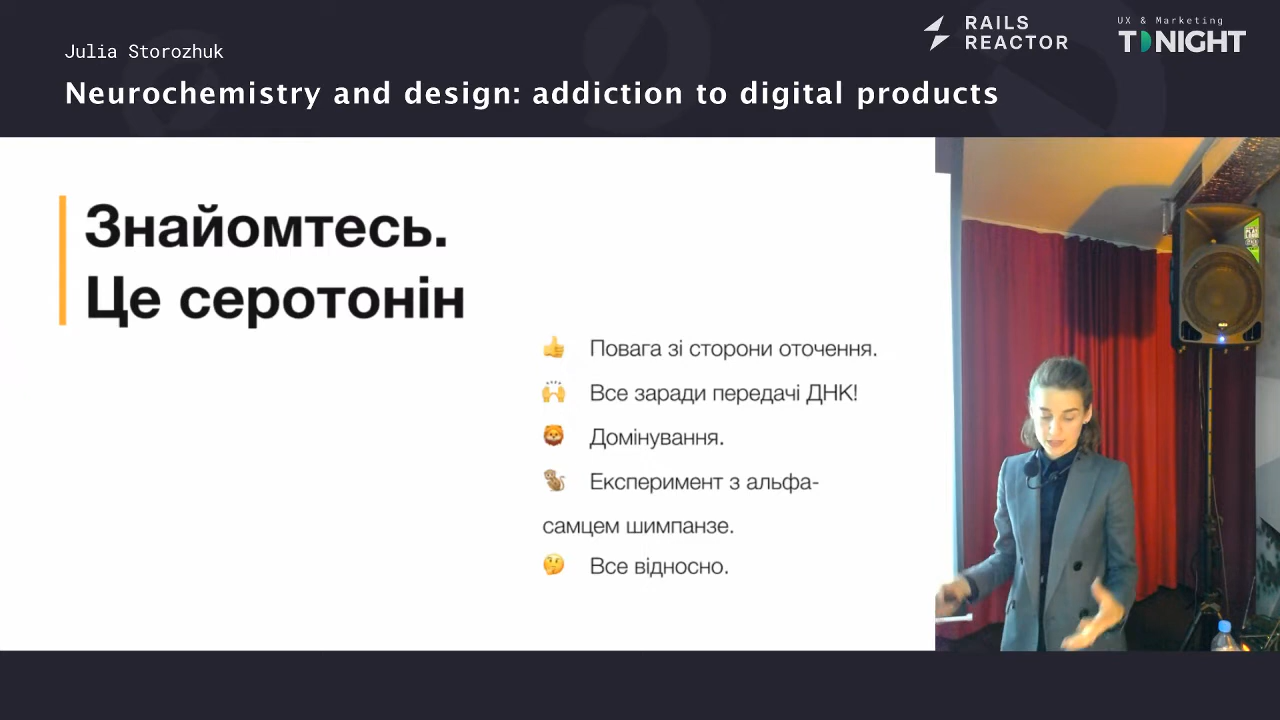 Julia Storozhuk
Neurochemistry and design: addiction to digital products
RAILS
REACTOR
UX & Marketing
TONIGHT
Знайомтесь.
Це серотонін
Повага зі сторони оточення.
Все заради передачі ДНК!
Домінування.
Експеримент з альфа-
самцем шимпанзе.
Все відносно.